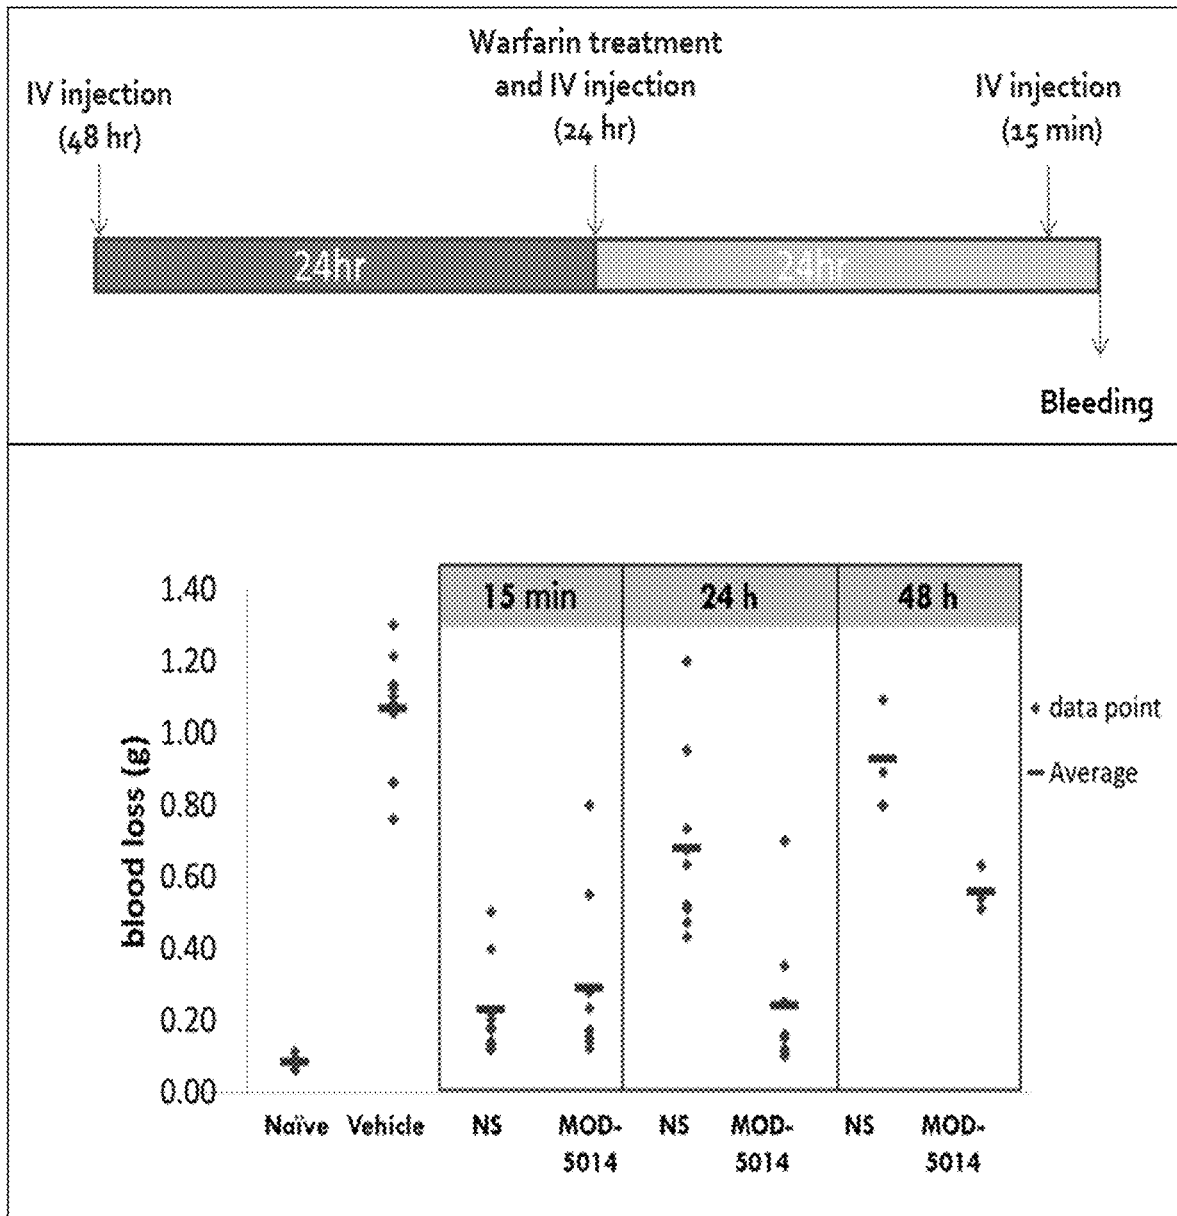 Warfarin treatment
and IV injection
(24 hr)
IV injection
(48 hr)
IV injection
(15 min)
24hr
24hr
Bleeding
15 min
24 h
48 h
1.40
1.20
1.00
0.80
0.60
0.40
0.20
0.00
blood loss (g)
data point
Average
Naïve
Vehicle
NS
MOD-
5014
NS
MOD-
5014
NS
MOD-
5014